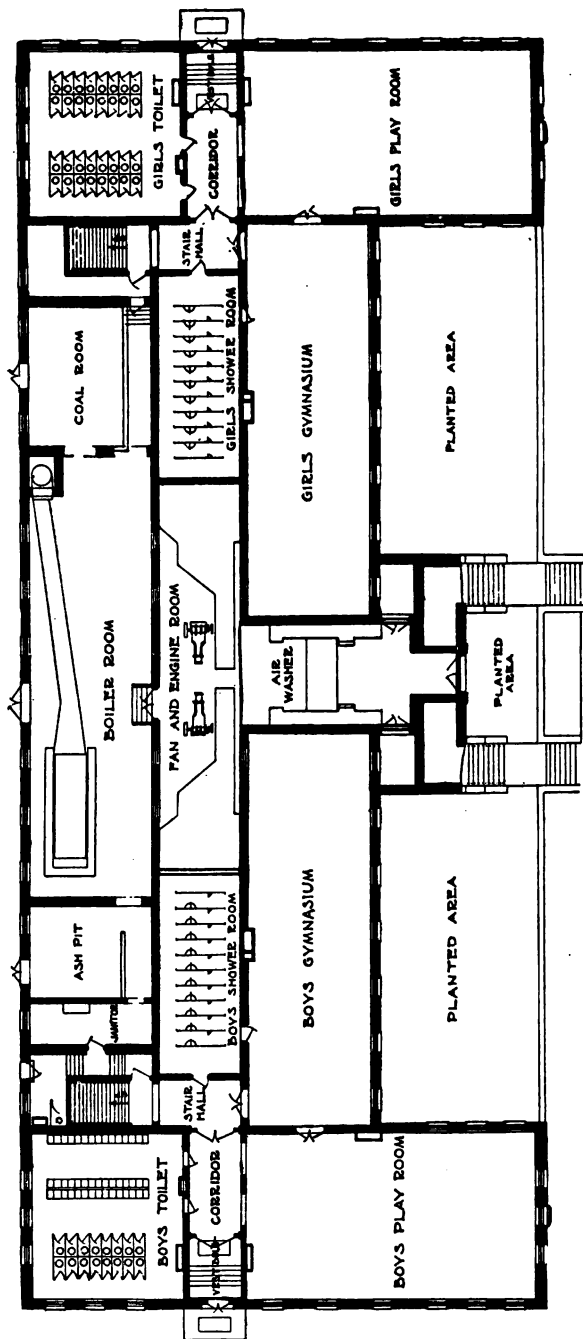 GIRLS TOILET
VESTIBULE
CORRIDOR
GIRLS PLAY ROOM
STAIR
HALL
COAL ROOM
GIRLS SHOWER ROOM
GIRLS GYMNASIUM
PLANTED AREA
BOILER ROOM
FAN AND ENGINE ROOM
AIR
WASHER
PLANTED
AREA
ASH PIT
JANITOR
BOYS SHOWER ROOM
BOYS GYMNASIUM
PLANTED AREA
STAIR
HALL
BOYS TOILET
CORRIDOR
VESTIBULE
BOYS PLAY ROOM